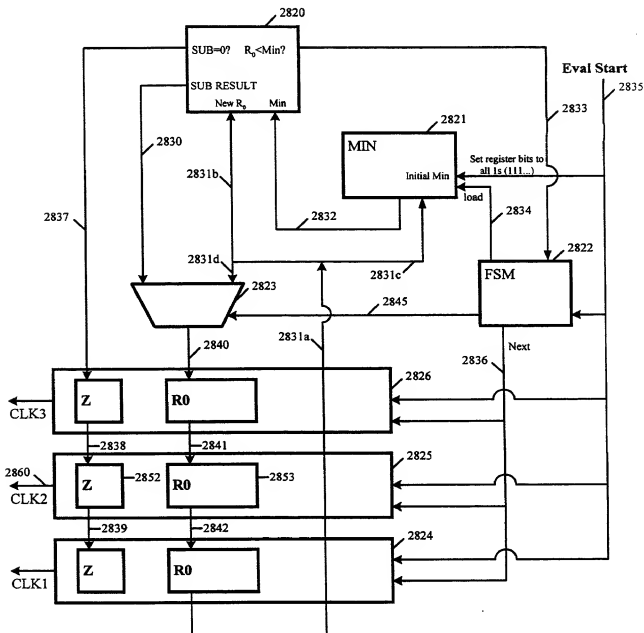 2820
SUB=0? R₀<Min?
SUB RESULT
New R₀ Min
Eval Start
2835
2833
2830
2831b
2821
MIN
Set register bits to
all 1s (111...)
Initial Min
load
2834
2832
2837
2822
FSM
2831d
2831c
2823
2845
2840
2831a
Next
2836
2826
Z R0
CLK3
2838 2841
2825
2860 Z 2852 R0 2853
CLK2
2839 2842
2824
Z R0
CLK1